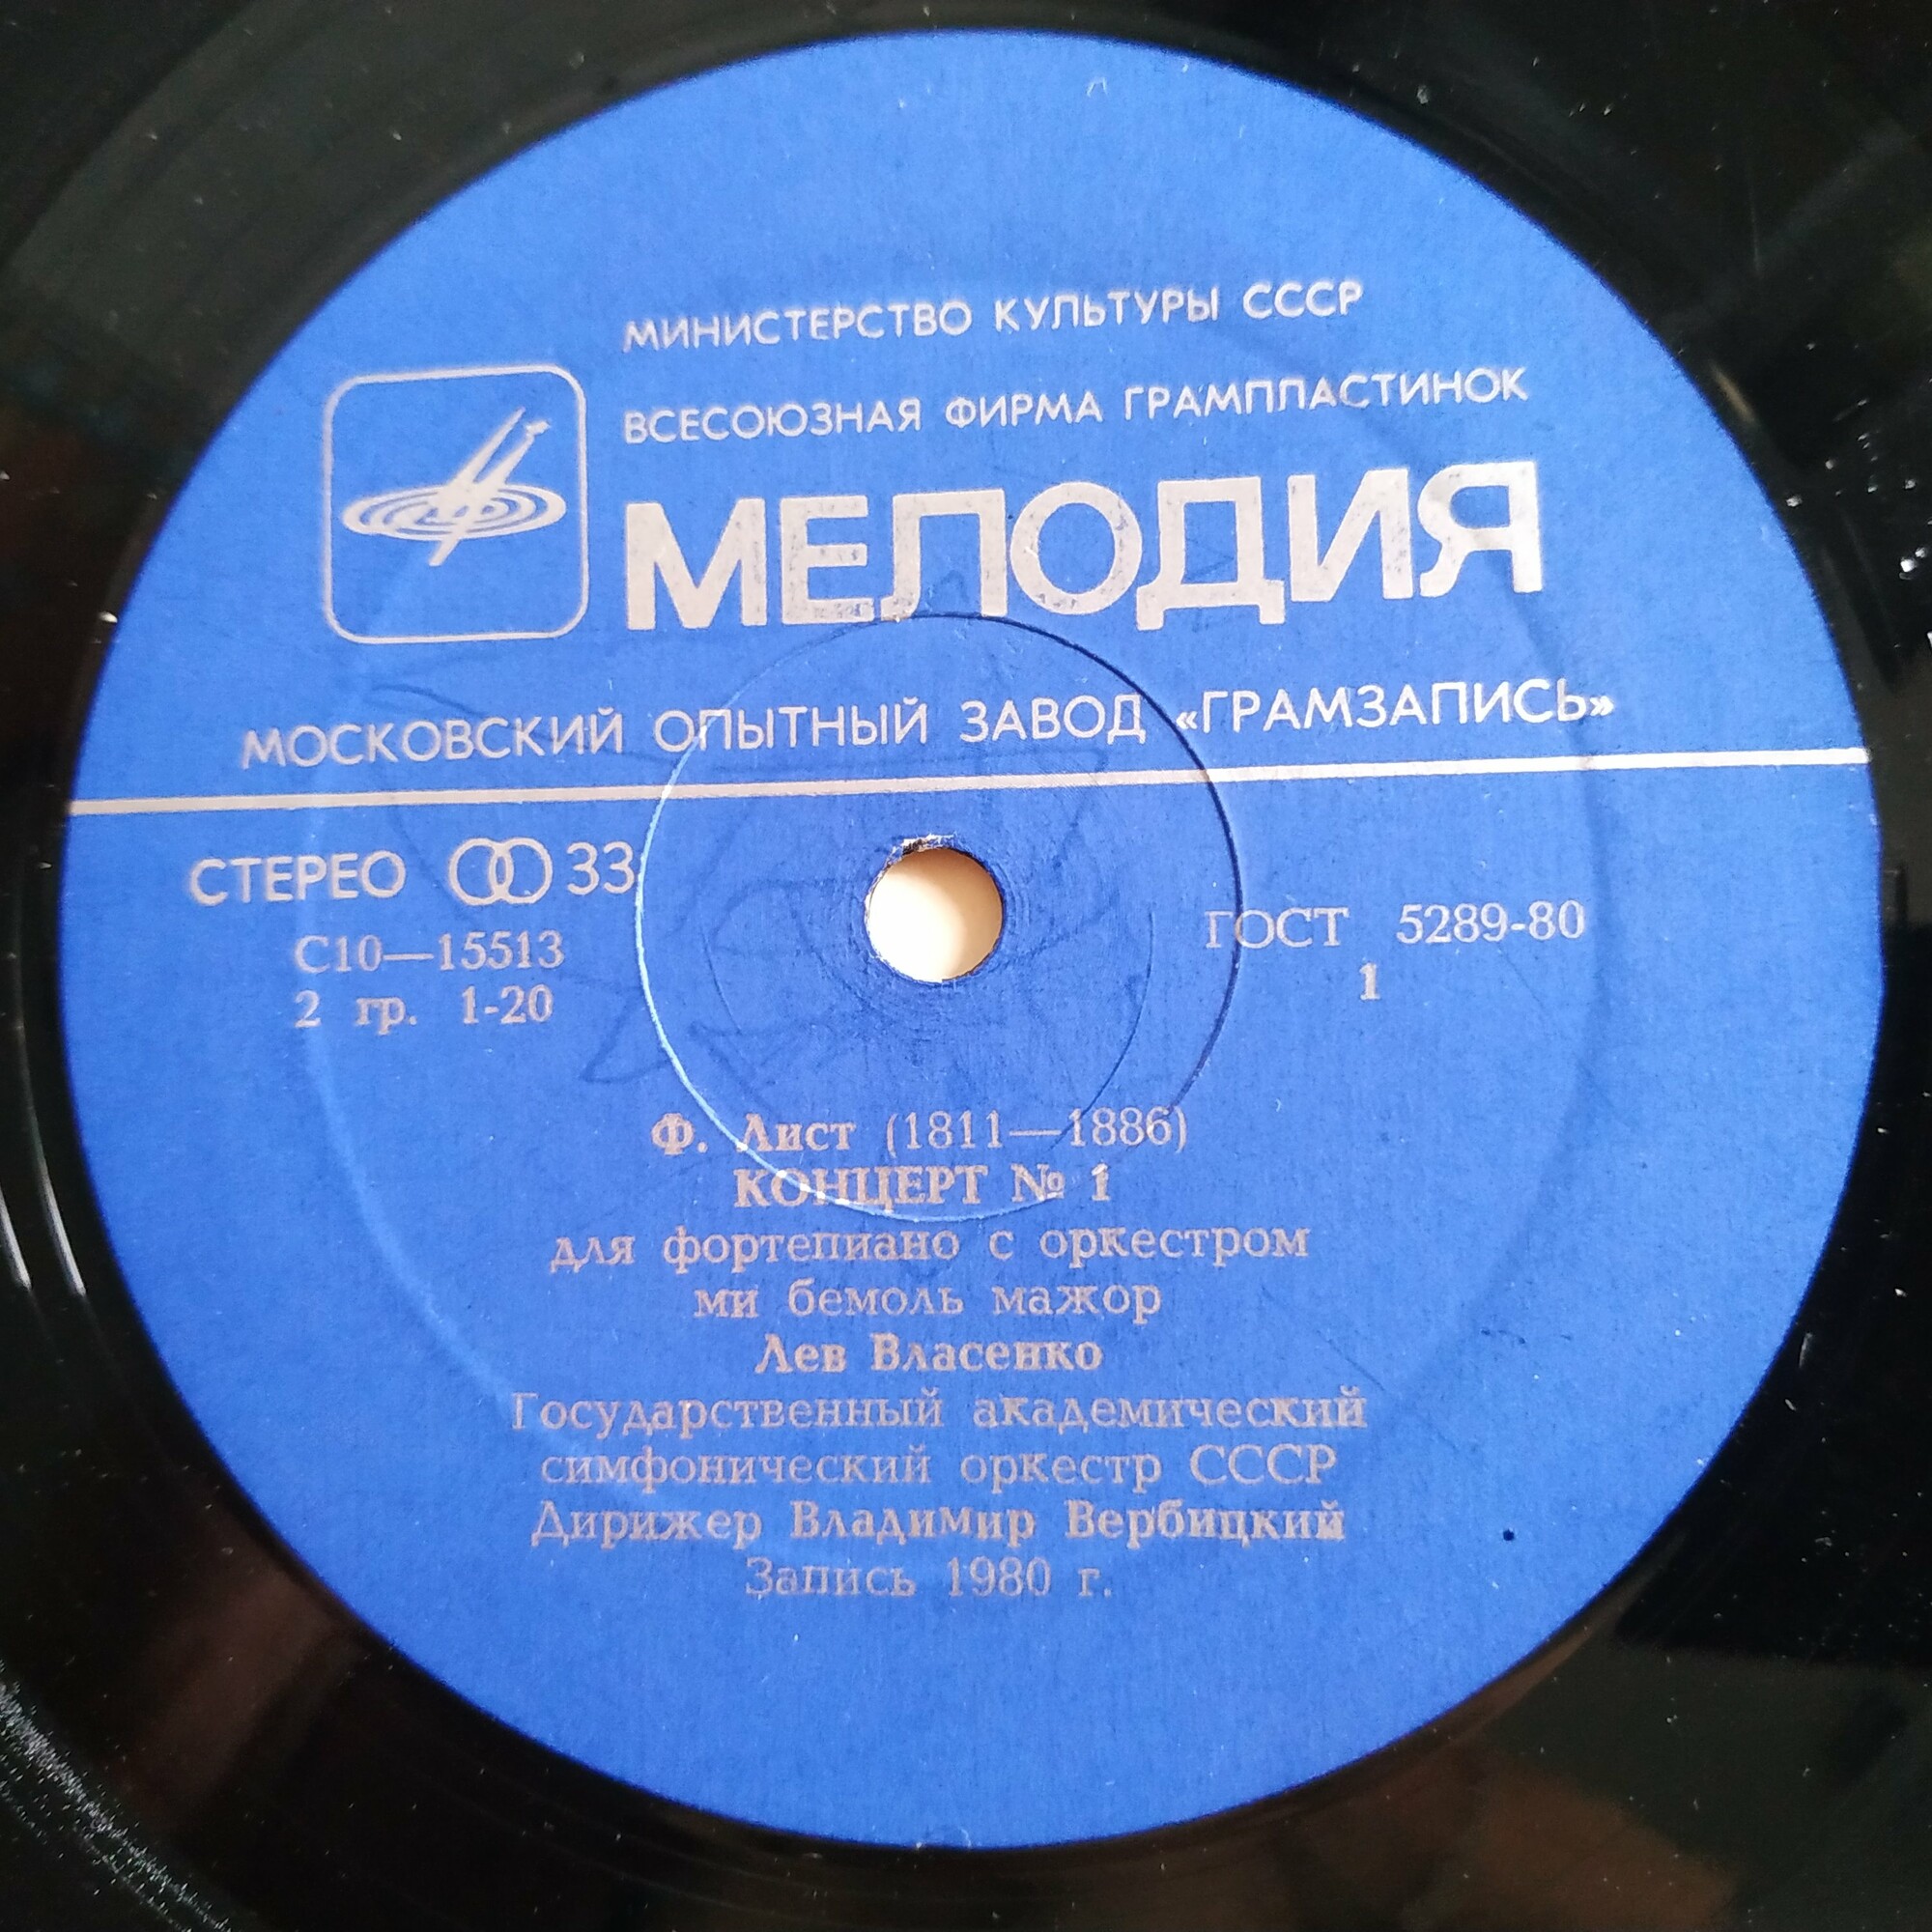 МИНИСТЕРСТВО КУЛЬТУРЫ СССР
ВСЕСОЮЗНАЯ ФИРМА ГРАМПЛАСТИНОК
МЕЛОДИЯ
МОСКОВСКИЙ ОПЫТНЫЙ ЗАВОД «ГРАМЗАПИСЬ»
СТЕРЕО 33
С10—15513
2 гр. 1-20
ГОСТ 5289-80
1
Ф. Лист (1811—1886)
КОНЦЕРТ № 1
для фортепиано с оркестром
ми бемоль мажор
Лев Власенко
Государственный академический
симфонический оркестр СССР
Дирижер Владимир Вербицкий
Запись 1980 г.